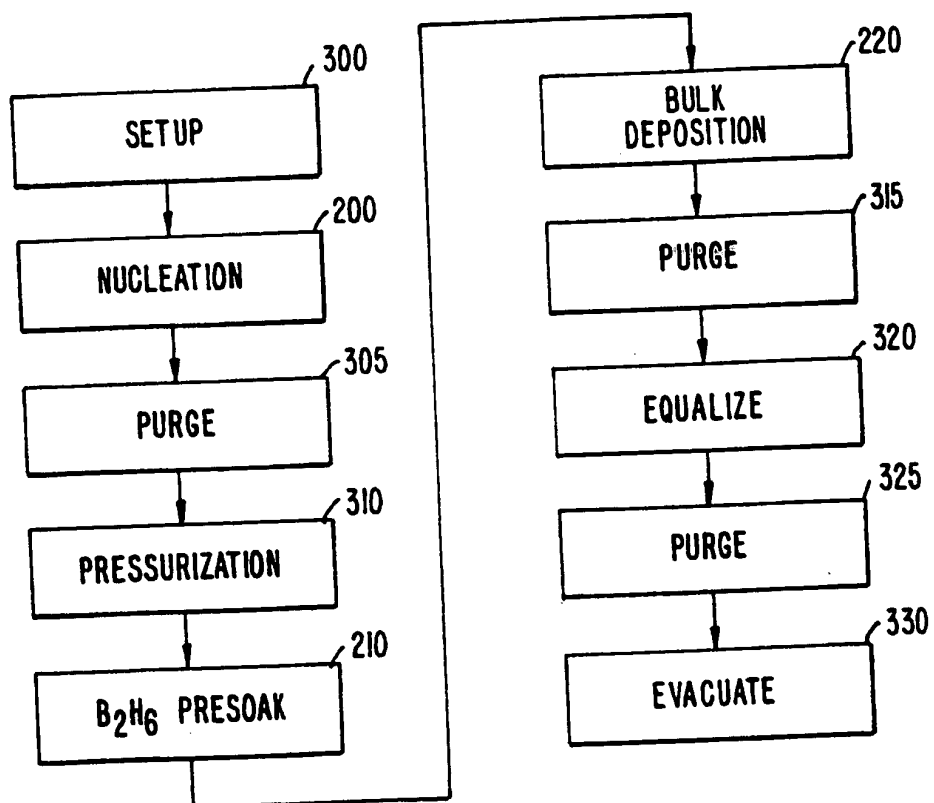 300
SETUP
200
NUCLEATION
305
PURGE
310
PRESSURIZATION
210
B₂H₆ PRESOAK
220
BULK
DEPOSITION
315
PURGE
320
EQUALIZE
325
PURGE
330
EVACUATE